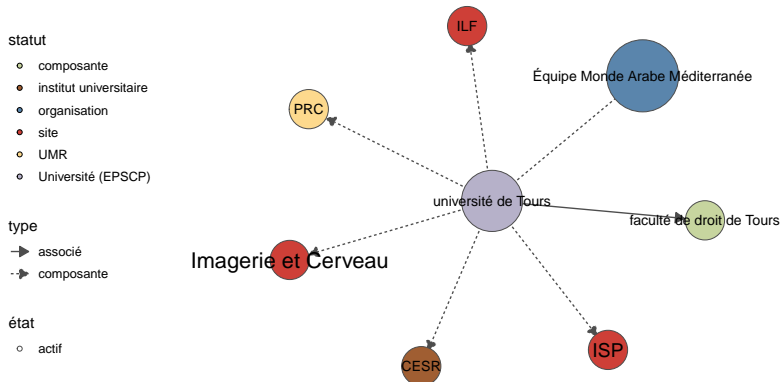 statut
composante
institut universitaire
organisation
site
UMR
Université (EPSCP)
type
associé
composante
état
actif
ILF
Équipe Monde Arabe Méditerranée
PRC
université de Tours
faculté de droit de Tours
Imagerie et Cerveau
ISP
CESR